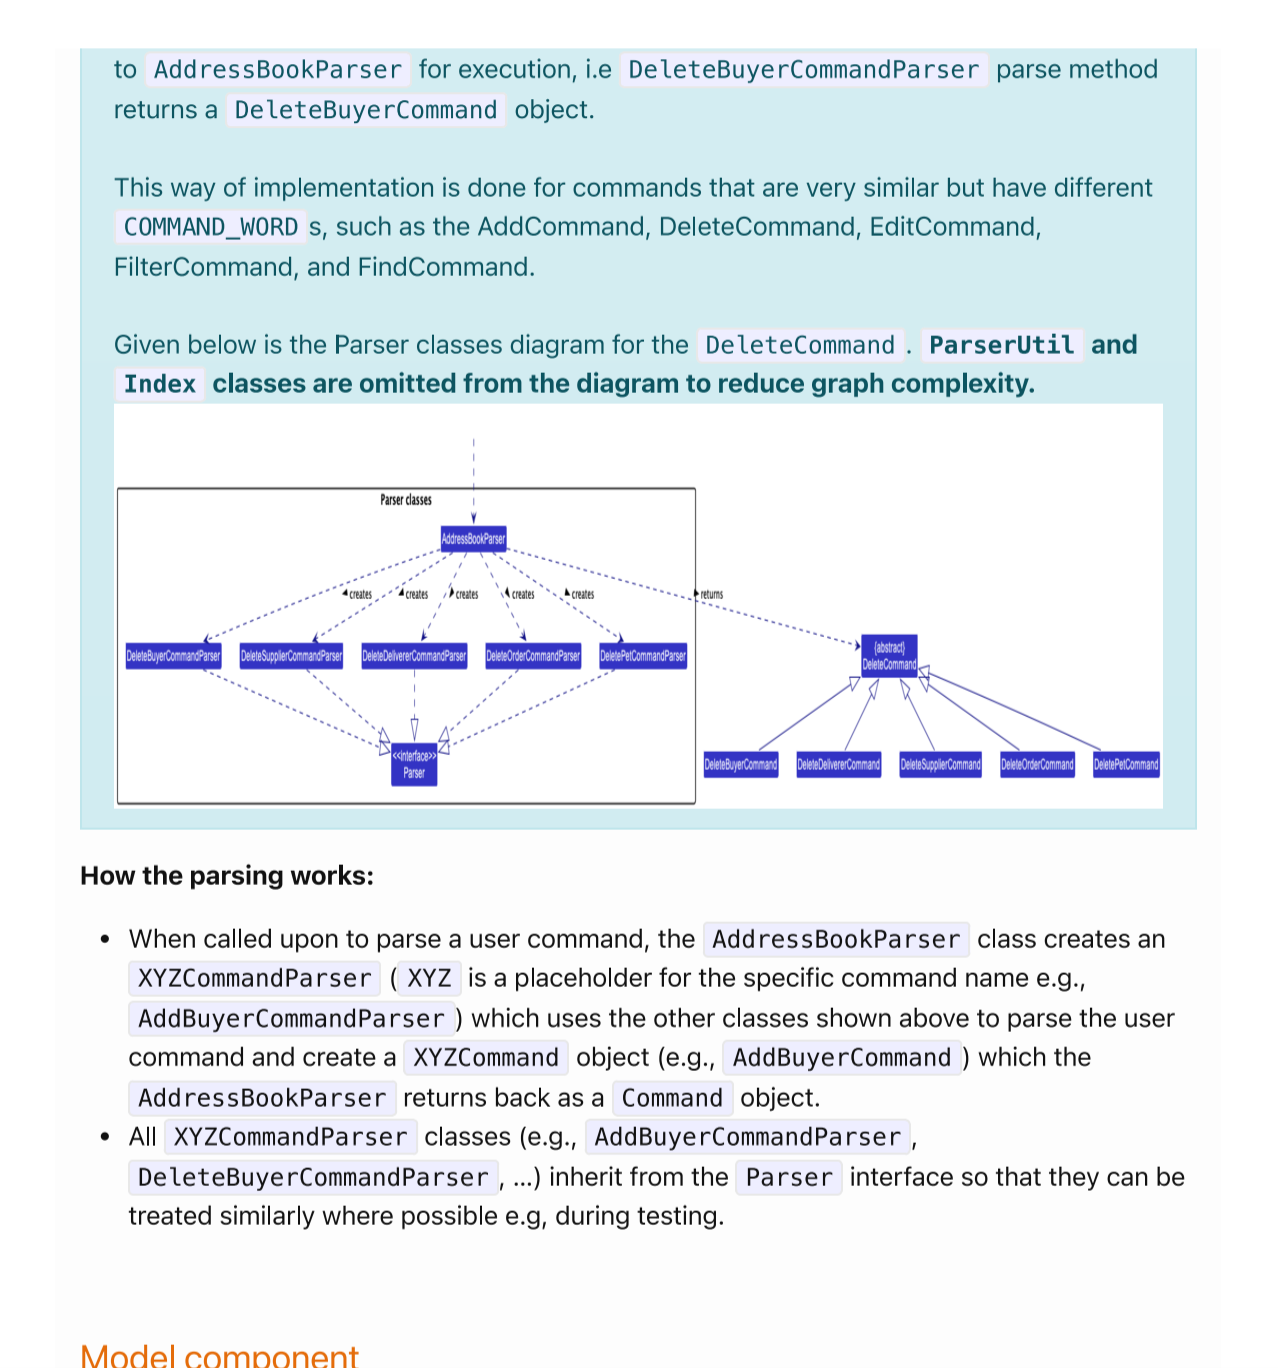 to AddressBookParser for execution, i.e DeleteBuyerCommandParser parse method
returns a DeleteBuyerCommand object.
This way of implementation is done for commands that are very similar but have different
COMMAND_WORD s, such as the AddCommand, DeleteCommand, EditCommand,
FilterCommand, and FindCommand.
Given below is the Parser classes diagram for the DeleteCommand . ParserUtil and
Index classes are omitted from the diagram to reduce graph complexity.
Parser classes
AddressBookParser
creates creates creates creates creates returns
DeleteBuyerCommandParser DeleteSupplierCommandParser DeleteDelivererCommandParser DeleteOrderCommandParser DeletePetCommandParser
{abstract}
DeleteCommand
<<Interface>>
Parser
DeleteBuyerCommand DeleteDelivererCommand DeleteSupplierCommand DeleteOrderCommand DeletePetCommand
How the parsing works:
• When called upon to parse a user command, the AddressBookParser class creates an
XYZCommandParser ( XYZ is a placeholder for the specific command name e.g.,
AddBuyerCommandParser ) which uses the other classes shown above to parse the user
command and create a XYZCommand object (e.g., AddBuyerCommand ) which the
AddressBookParser returns back as a Command object.
• All XYZCommandParser classes (e.g., AddBuyerCommandParser ,
DeleteBuyerCommandParser , ...) inherit from the Parser interface so that they can be
treated similarly where possible e.g, during testing.
Model component